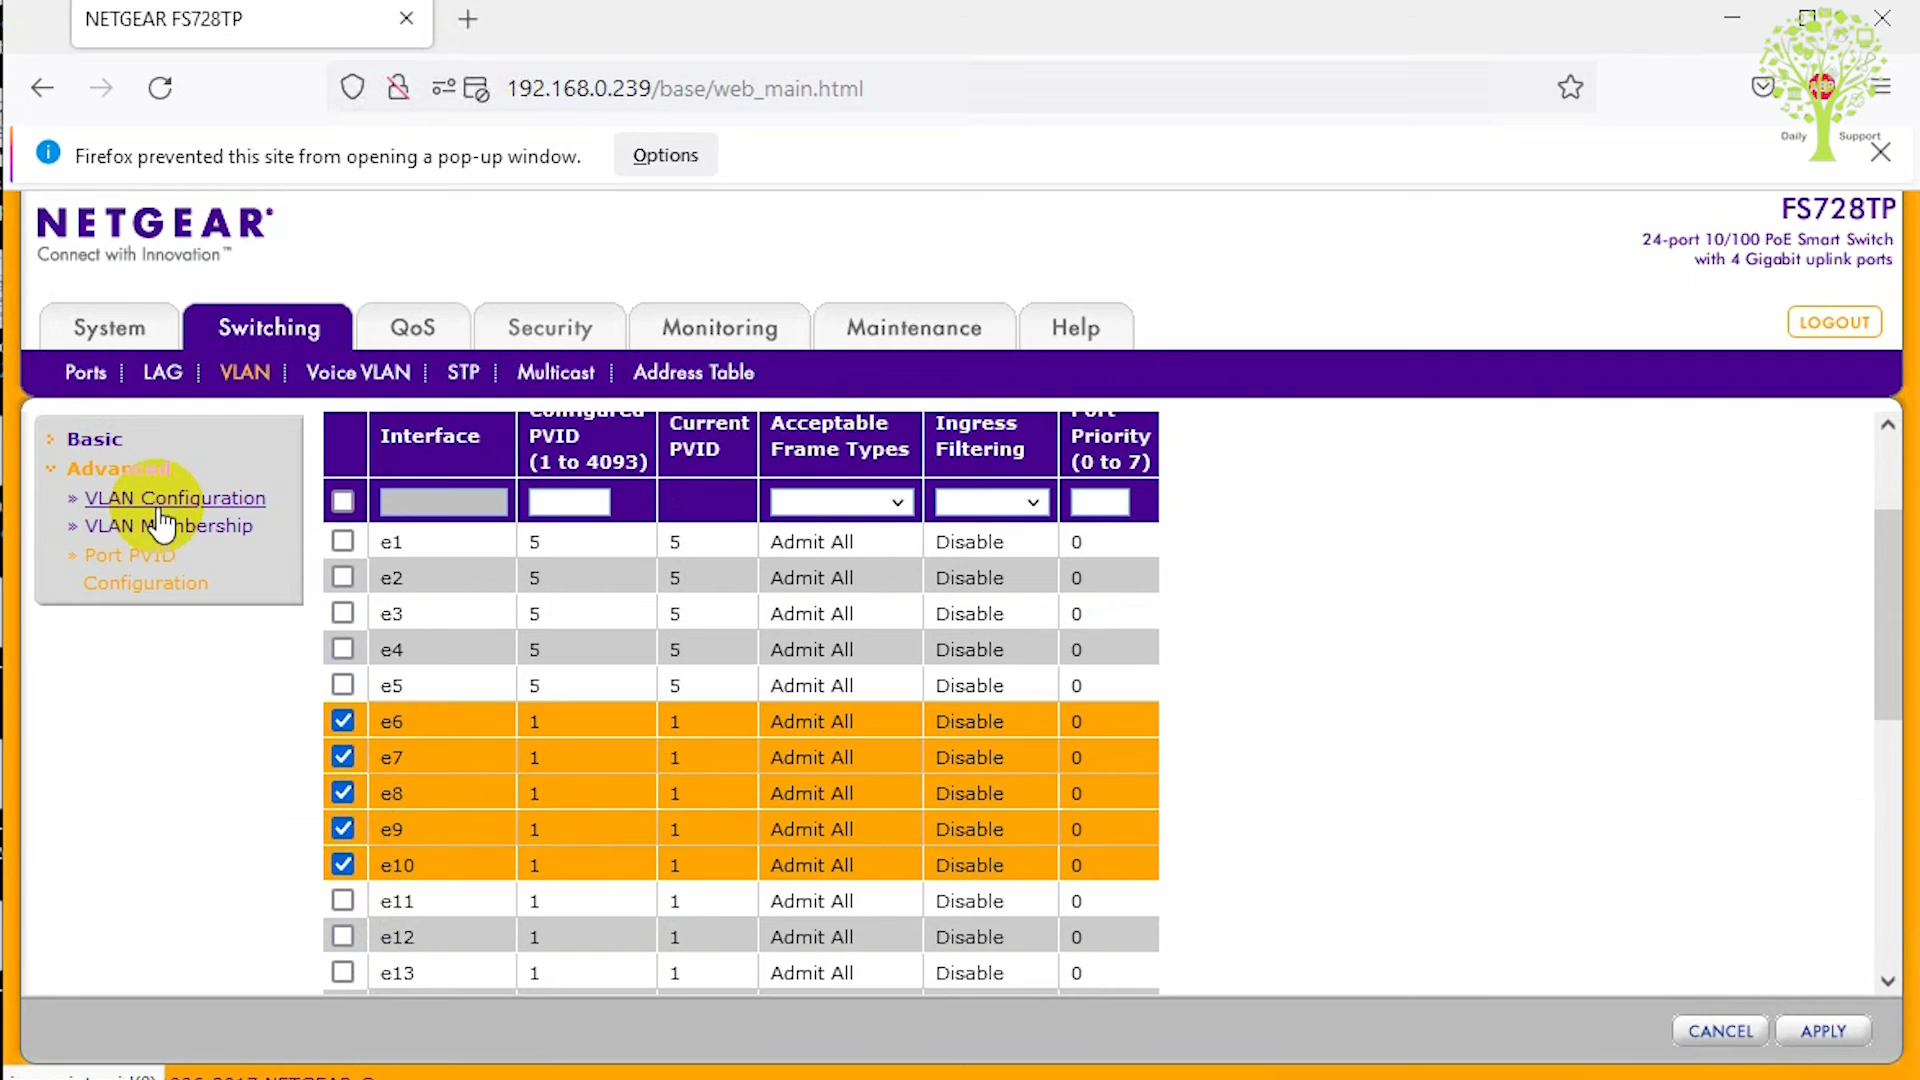 NETGEAR FS728TP
192.168.0.239/base/web_main.html
Daily Support
Firefox prevented this site from opening a pop-up window. Options
NETGEAR
Connect with Innovation™
FS728TP
24-port 10/100 PoE Smart Switch
with 4 Gigabit uplink ports
System Switching QoS Security Monitoring Maintenance Help LOGOUT
Ports LAG VLAN Voice VLAN STP Multicast Address Table
Basic
Advanced
» VLAN Configuration
» VLAN Membership
» Port PVID
Configuration
Interface Configured PVID (1 to 4093) Current PVID Acceptable Frame Types Ingress Filtering Port Priority (0 to 7)
e1 5 5 Admit All Disable 0
e2 5 5 Admit All Disable 0
e3 5 5 Admit All Disable 0
e4 5 5 Admit All Disable 0
e5 5 5 Admit All Disable 0
e6 1 1 Admit All Disable 0
e7 1 1 Admit All Disable 0
e8 1 1 Admit All Disable 0
e9 1 1 Admit All Disable 0
e10 1 1 Admit All Disable 0
e11 1 1 Admit All Disable 0
e12 1 1 Admit All Disable 0
e13 1 1 Admit All Disable 0
CANCEL APPLY